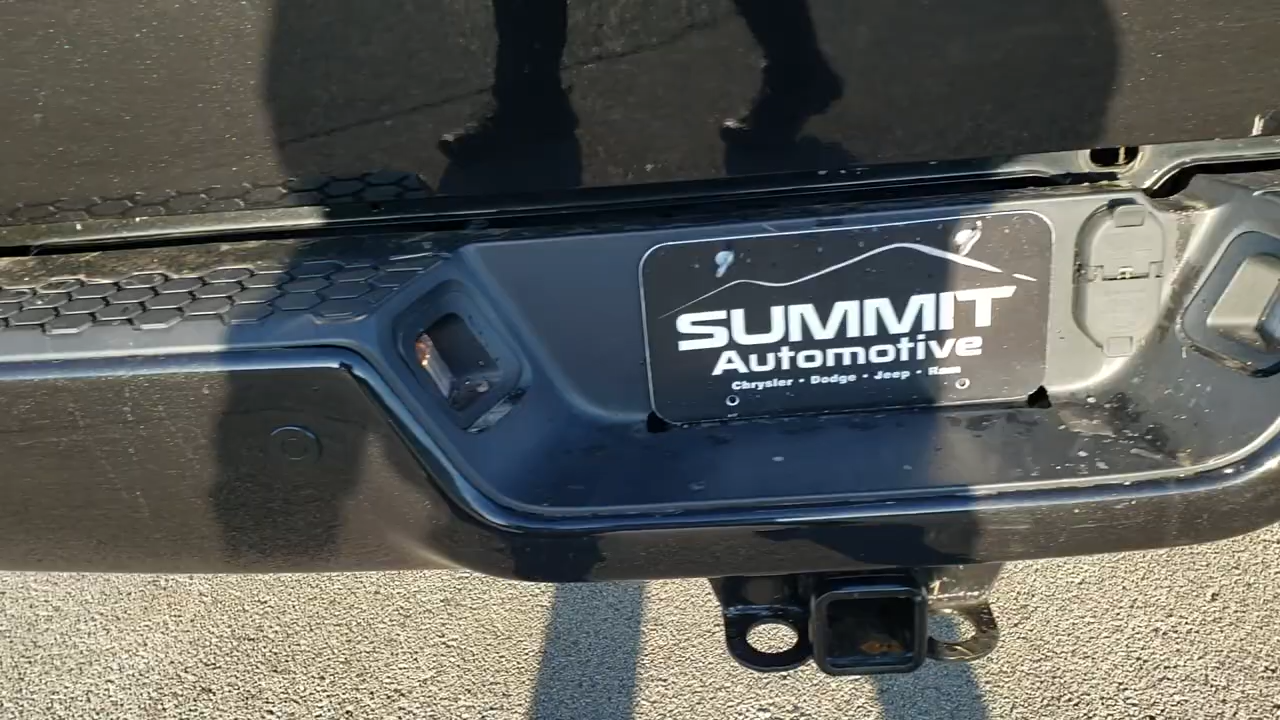 SUMMIT
Automotive
Chrysler • Dodge • Jeep • Ram